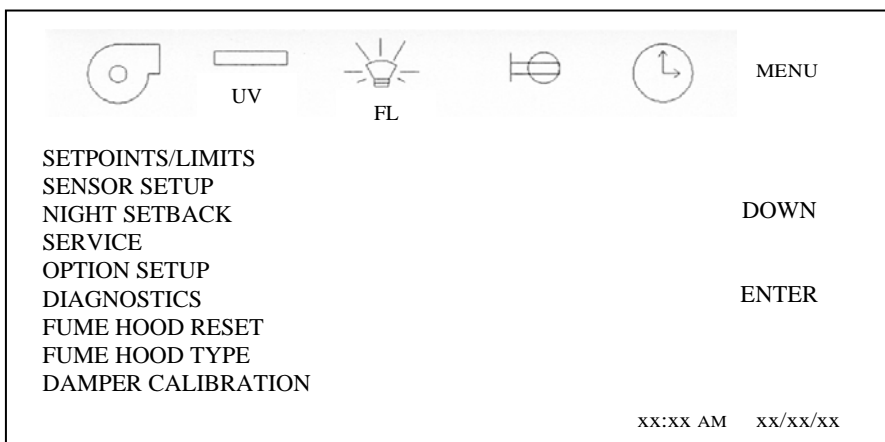 MENU
UV
FL
SETPOINTS/LIMITS
SENSOR SETUP
NIGHT SETBACK
DOWN
SERVICE
OPTION SETUP
DIAGNOSTICS
ENTER
FUME HOOD RESET
FUME HOOD TYPE
DAMPER CALIBRATION
xx:xx AM xx/xx/xx